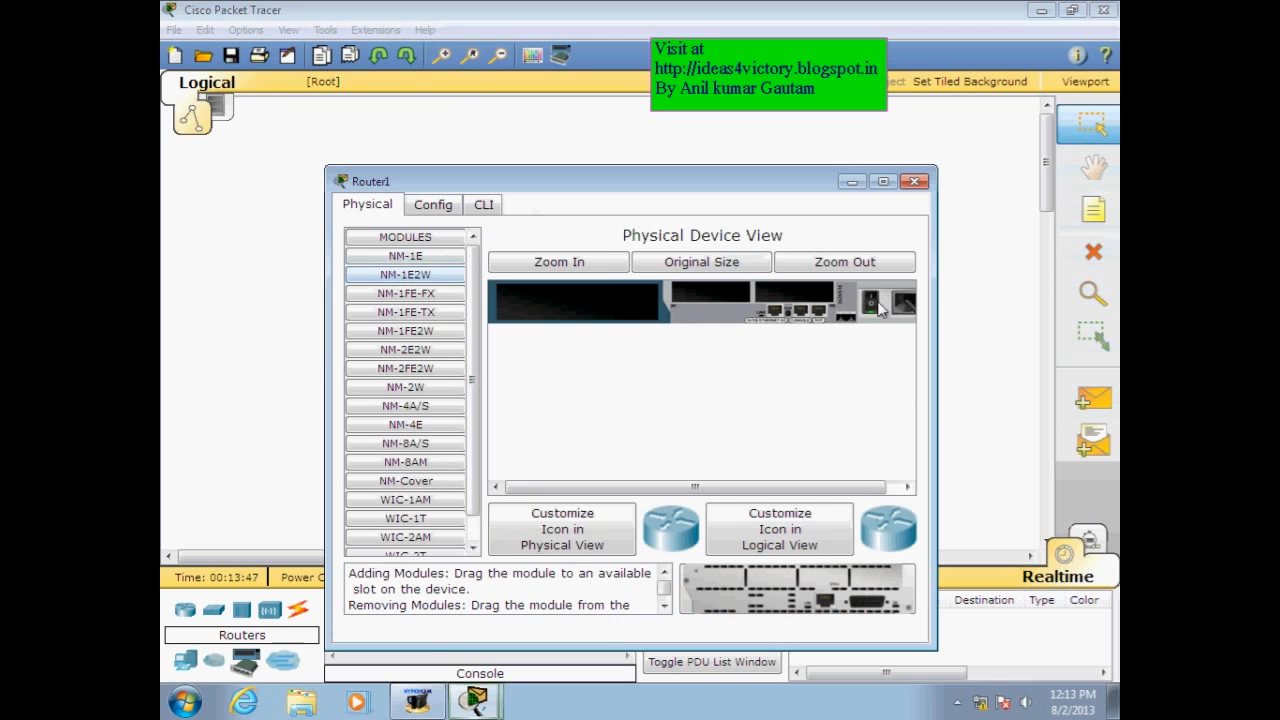 Cisco Packet Tracer
File Edit Options View Tools Extensions Help
Visit at
http://ideas4victory.blogspot.in
By Anil kumar Gautam
Logical
[Root]
Set Tiled Background
Viewport
Router1
Physical
Config
CLI
MODULES
NM-1E
NM-1E2W
NM-1FE-FX
NM-1FE-TX
NM-1FE2W
NM-2E2W
NM-2FE2W
NM-2W
NM-4A/S
NM-4E
NM-8A/S
NM-8AM
NM-Cover
WIC-1AM
WIC-1T
WIC-2AM
WIC-2T
Physical Device View
Zoom In
Original Size
Zoom Out
Customize
Icon in
Physical View
Customize
Icon in
Logical View
Adding Modules: Drag the module to an available
slot on the device.
Removing Modules: Drag the module from the
Time: 00:13:47
Power C
Realtime
Destination Type Color
Routers
Toggle PDU List Window
Console
HYPERCAM
12:13 PM
8/2/2013